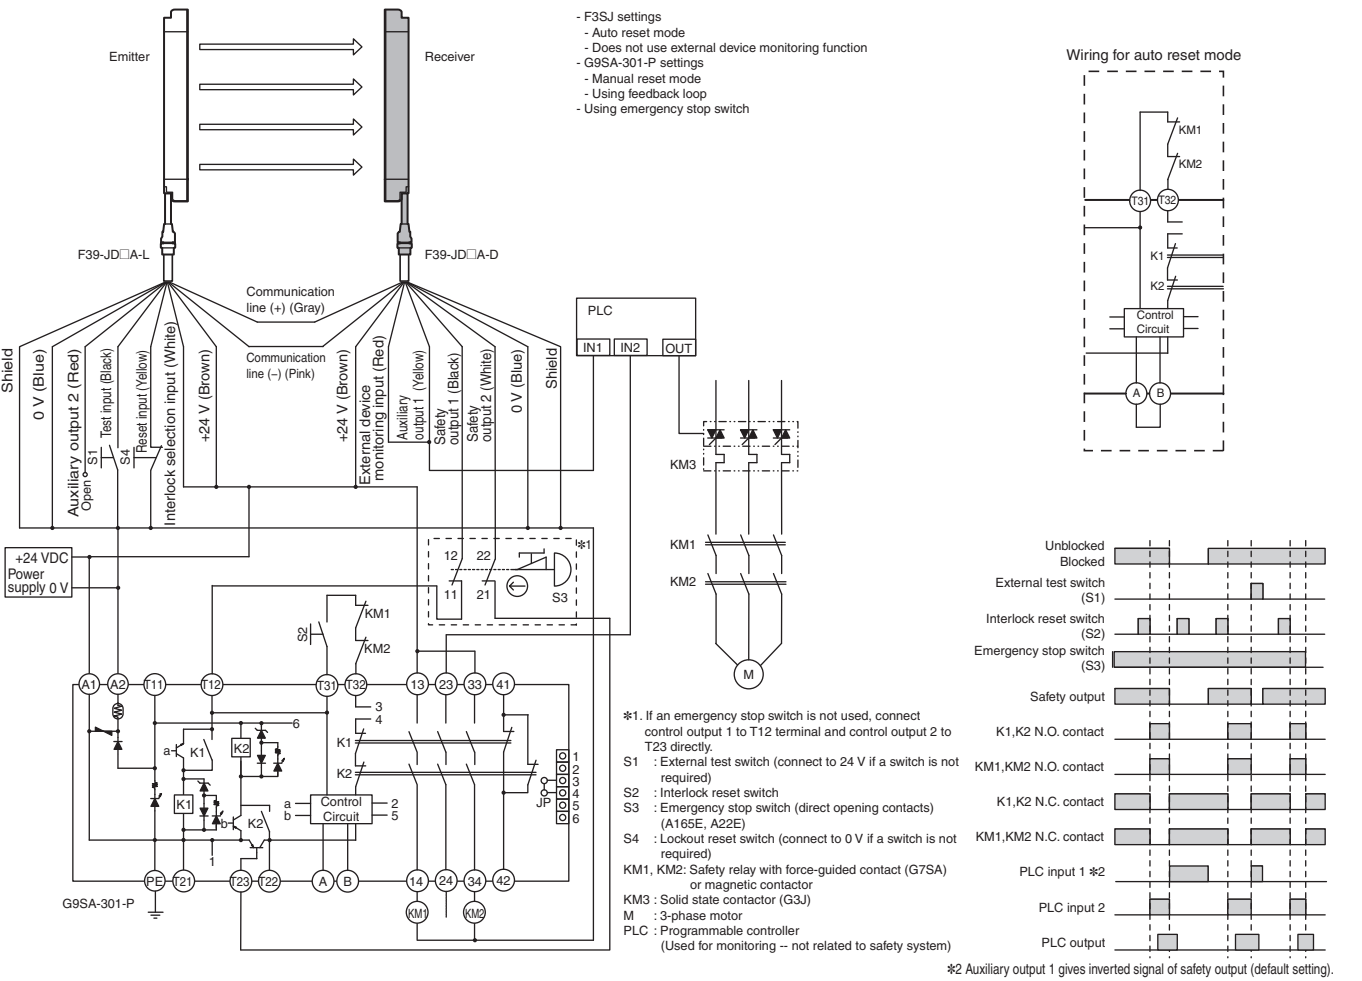 Emitter
Receiver
- F3SJ settings
- Auto reset mode
- Does not use external device monitoring function
- G9SA-301-P settings
- Manual reset mode
- Using feedback loop
- Using emergency stop switch
Wiring for auto reset mode
KM1
KM2
T31
T32
K1
K2
Control
Circuit
A
B
F39-JD□A-L
F39-JD□A-D
Communication
line (+) (Gray)
Communication
line (−) (Pink)
Shield
0 V (Blue)
Auxiliary output 2 (Red)
Open
Test input (Black)
S1
Reset input (Yellow)
S4
Interlock selection input (White)
+24 V (Brown)
+24 V (Brown)
External device
monitoring input (Red)
Auxiliary
output 1 (Yellow)
Safety
output 1 (Black)
Safety
output 2 (White)
0 V (Blue)
Shield
PLC
IN1
IN2
OUT
KM3
KM1
KM2
M
+24 VDC
Power
supply 0 V
12
22
11
21
S3
✻1
S2
KM1
KM2
A1
A2
T11
T12
T31
T32
13
23
33
41
3
4
6
a
K1
K2
K1
K2
K1
b
K2
1
a
b
Control
Circuit
2
5
JP
1
2
3
4
5
6
PE
T21
T23
T22
A
B
14
24
34
42
G9SA-301-P
KM1
KM2
✻1. If an emergency stop switch is not used, connect
control output 1 to T12 terminal and control output 2 to
T23 directly.
S1 : External test switch (connect to 24 V if a switch is not
required)
S2 : Interlock reset switch
S3 : Emergency stop switch (direct opening contacts)
(A165E, A22E)
S4 : Lockout reset switch (connect to 0 V if a switch is not
required)
KM1, KM2: Safety relay with force-guided contact (G7SA)
or magnetic contactor
KM3 : Solid state contactor (G3J)
M : 3-phase motor
PLC : Programmable controller
(Used for monitoring -- not related to safety system)
Unblocked
Blocked
External test switch
(S1)
Interlock reset switch
(S2)
Emergency stop switch
(S3)
Safety output
K1,K2 N.O. contact
KM1,KM2 N.O. contact
K1,K2 N.C. contact
KM1,KM2 N.C. contact
PLC input 1 ✻2
PLC input 2
PLC output
✻2 Auxiliary output 1 gives inverted signal of safety output (default setting).